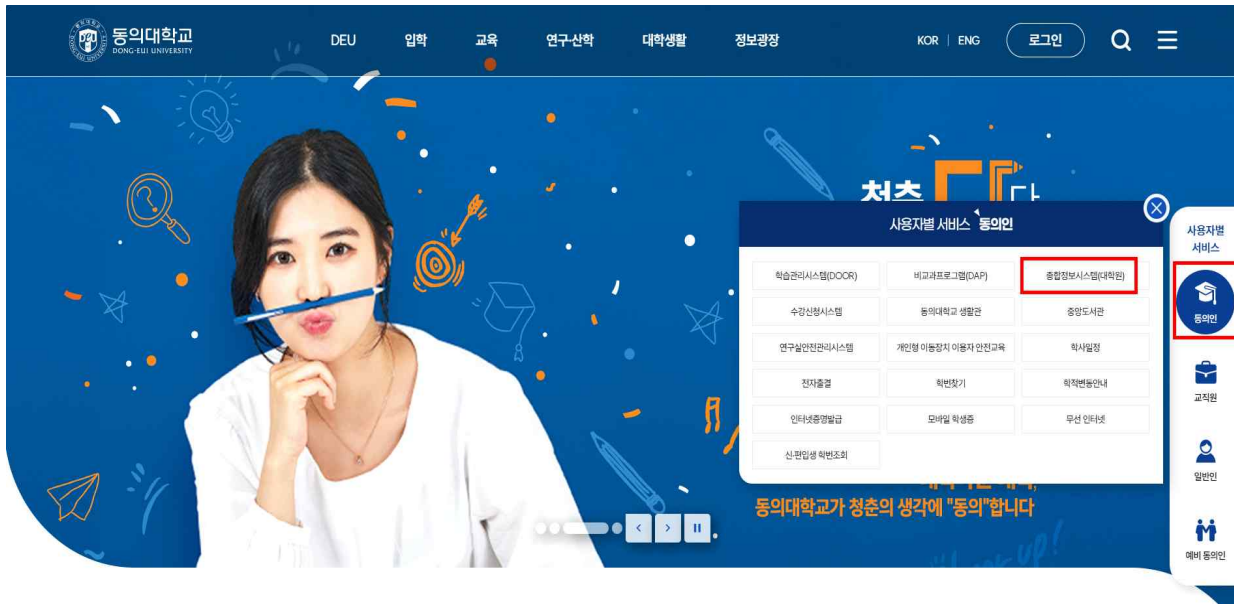 동의대학교
DONG-EUI UNIVERSITY
DEU 입학 교육 연구·산학 대학생활 정보광장
KOR | ENG 로그인
청춘
사용자별 서비스 동의인
학습관리시스템(DOOR) 비교과프로그램(DAP) 종합정보시스템(대학원)
수강신청시스템 동의대학교 생활관 중앙도서관
연구실안전관리시스템 개인형 이동장치 이용자 안전교육 학사일정
전자출결 학번찾기 학적변동안내
인터넷증명발급 모바일 학생증 무선 인터넷
신·편입생 학번조회
동의대학교가 청춘의 생각에 "동의"합니다
사용자별
서비스
동의인
교직원
일반인
예비 동의인